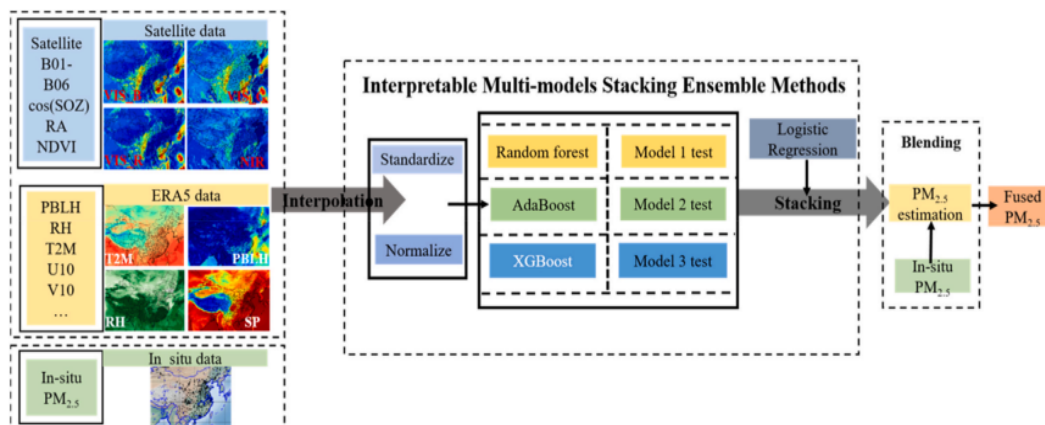 Satellite data
Satellite
B01-
B06
cos(SOZ)
RA
NDVI
VIS_B
VIS_R
NIR
ERA5 data
PBLH
RH
T2M
U10
V10
...
T2M
PBLH
RH
SP
In_situ data
In-situ
PM2.5
Interpolation
Interpretable Multi-models Stacking Ensemble Methods
Standardize
Normalize
Random forest
Model 1 test
AdaBoost
Model 2 test
XGBoost
Model 3 test
Logistic
Regression
Stacking
Blending
PM2.5
estimation
In-situ
PM2.5
Fused
PM2.5